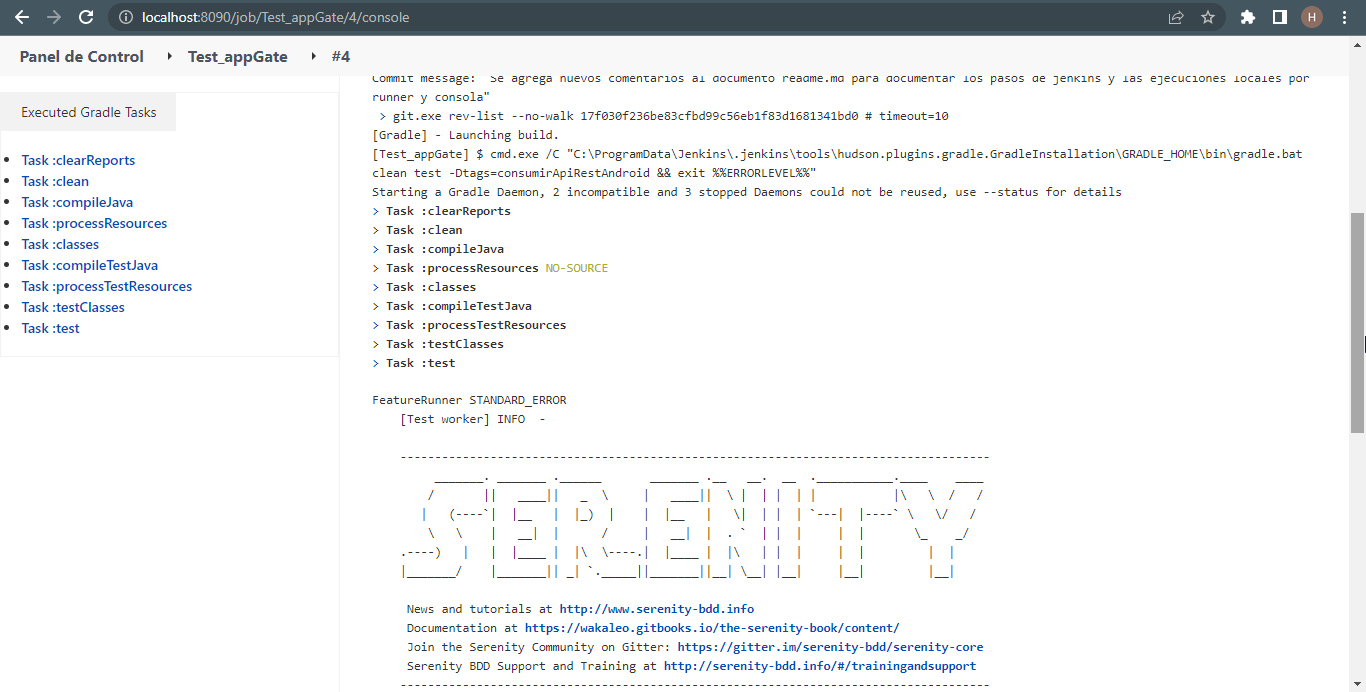 localhost:8090/job/Test_appGate/4/console
H
Panel de Control
Test_appGate
#4
Executed Gradle Tasks
Task :clearReports
Task :clean
Task :compileJava
Task :processResources
Task :classes
Task :compileTestJava
Task :processTestResources
Task :testClasses
Task :test
Commit message: "Se agrega nuevos comentarios al documento readme.md para documentar los pasos de jenkins y las ejecuciones locales por
runner y consola"
> git.exe rev-list --no-walk 17f030f236be83cfbd99c56eb1f83d1681341bd0 # timeout=10
[Gradle] - Launching build.
[Test_appGate] $ cmd.exe /C "C:\ProgramData\Jenkins\.jenkins\tools\hudson.plugins.gradle.GradleInstallation\GRADLE_HOME\bin\gradle.bat
clean test -Dtags=consumirApiRestAndroid && exit %%ERRORLEVEL%%"
Starting a Gradle Daemon, 2 incompatible and 3 stopped Daemons could not be reused, use --status for details
> Task :clearReports
> Task :clean
> Task :compileJava
> Task :processResources NO-SOURCE
> Task :classes
> Task :compileTestJava
> Task :processTestResources
> Task :testClasses
> Task :test
FeatureRunner STANDARD_ERROR
[Test worker] INFO -
SERENITY
News and tutorials at http://www.serenity-bdd.info
Documentation at https://wakaleo.gitbooks.io/the-serenity-book/content/
Join the Serenity Community on Gitter: https://gitter.im/serenity-bdd/serenity-core
Serenity BDD Support and Training at http://serenity-bdd.info/#/trainingandsupport